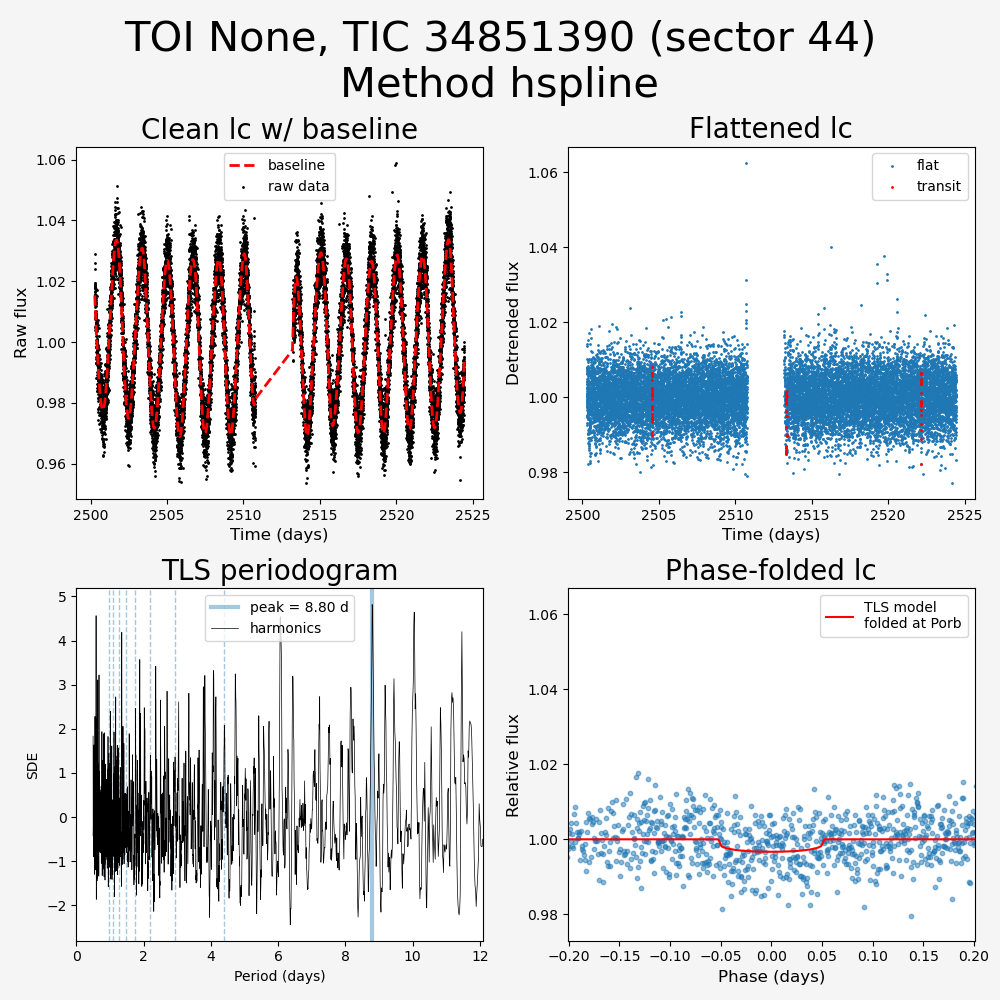 TOI None, TIC 34851390 (sector 44)
Method hspline
Clean lc w/ baseline
baseline
raw data
1.06
1.04
1.02
1.00
0.98
0.96
Raw flux
2500
2505
2510
2515
2520
2525
Time (days)
Flattened lc
flat
transit
1.06
1.04
1.02
1.00
0.98
Detrended flux
2500
2505
2510
2515
2520
2525
Time (days)
TLS periodogram
peak = 8.80 d
harmonics
5
4
3
2
1
0
−1
−2
SDE
0
2
4
6
8
10
12
Period (days)
Phase-folded lc
TLS model
folded at Porb
1.06
1.04
1.02
1.00
0.98
Relative flux
−0.20
−0.15
−0.10
−0.05
0.00
0.05
0.10
0.15
0.20
Phase (days)